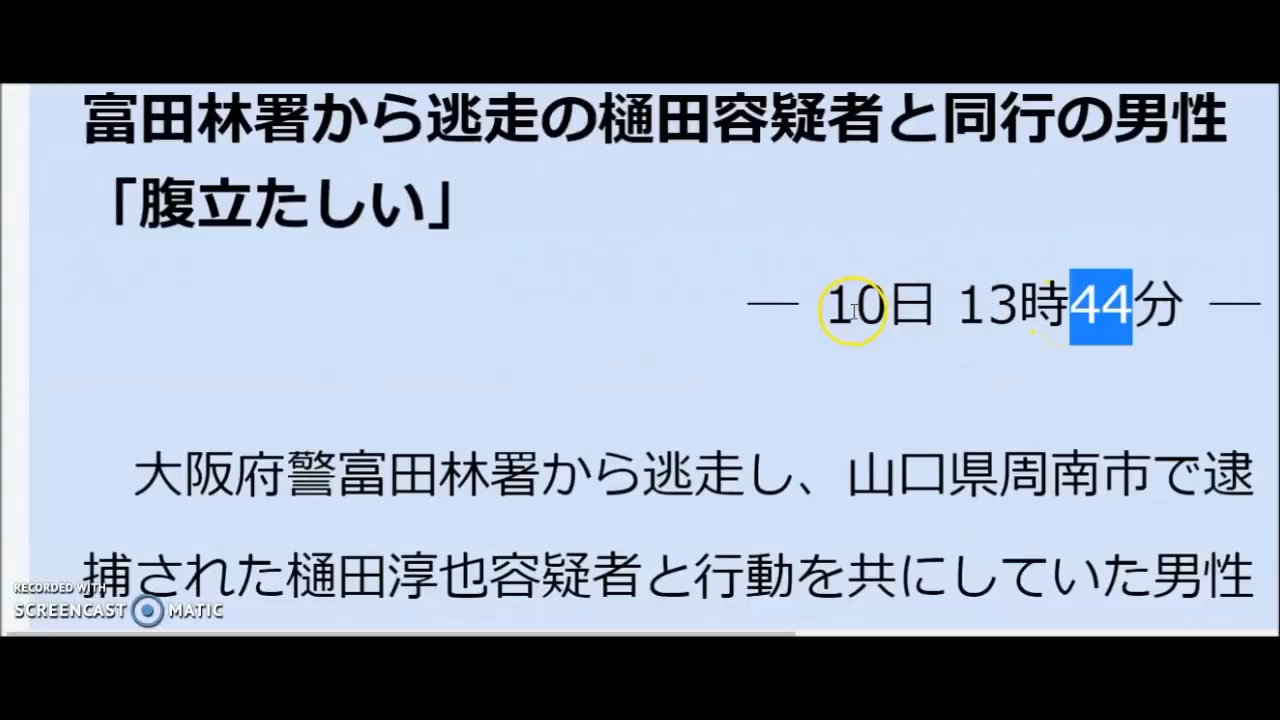 富田林署から逃走の樋田容疑者と同行の男性
「腹立たしい」
― 10日 13時44分 ―
大阪府警富田林署から逃走し、山口県周南市で逮
捕された樋田淳也容疑者と行動を共にしていた男性
RECORDED WITH
SCREENCAST MATIC